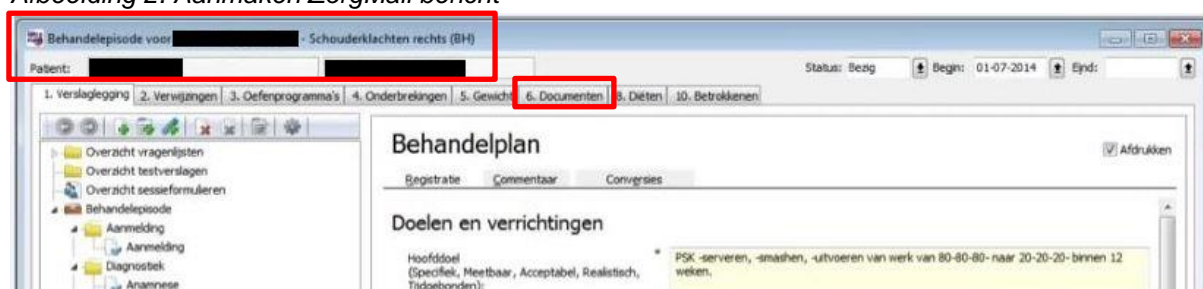 Afbeelding 2: Aanmaken ZorgMail bericht
Behandelepisode voor - Schouderklachten rechts (BH)
Patient: Status: Bezig Begin: 01-07-2014 Eind:
1. Verslaglegging 2. Verwijzingen 3. Oefenprogramma's 4. Onderbrekingen 5. Gewicht 6. Documenten 8. Diëten 10. Betrokkenen
Overzicht vragenlijsten
Overzicht testverslagen
Overzicht sessieformulieren
Behandelepisode
Aanmelding
Aanmelding
Diagnostiek
Anamnese
Behandelplan
Afdrukken
Registratie Commentaar Conversies
Doelen en verrichtingen
Hoofddoel *
(Specifiek, Meetbaar, Acceptabel, Realistisch,
Tijdgebonden):
PSK -serveren, -smashen, -uitvoeren van werk van 80-80-80- naar 20-20-20- binnen 12
weken.